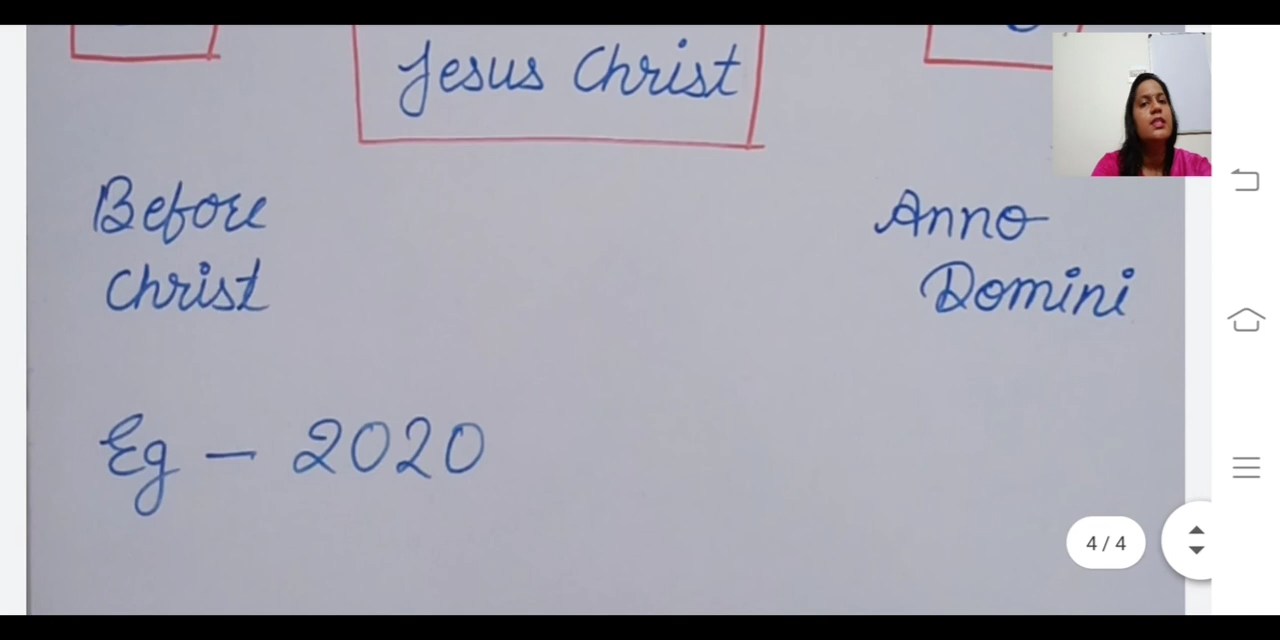 Jesus Christ
Before
Christ
Anno
Domini
Eg - 2020
4/4